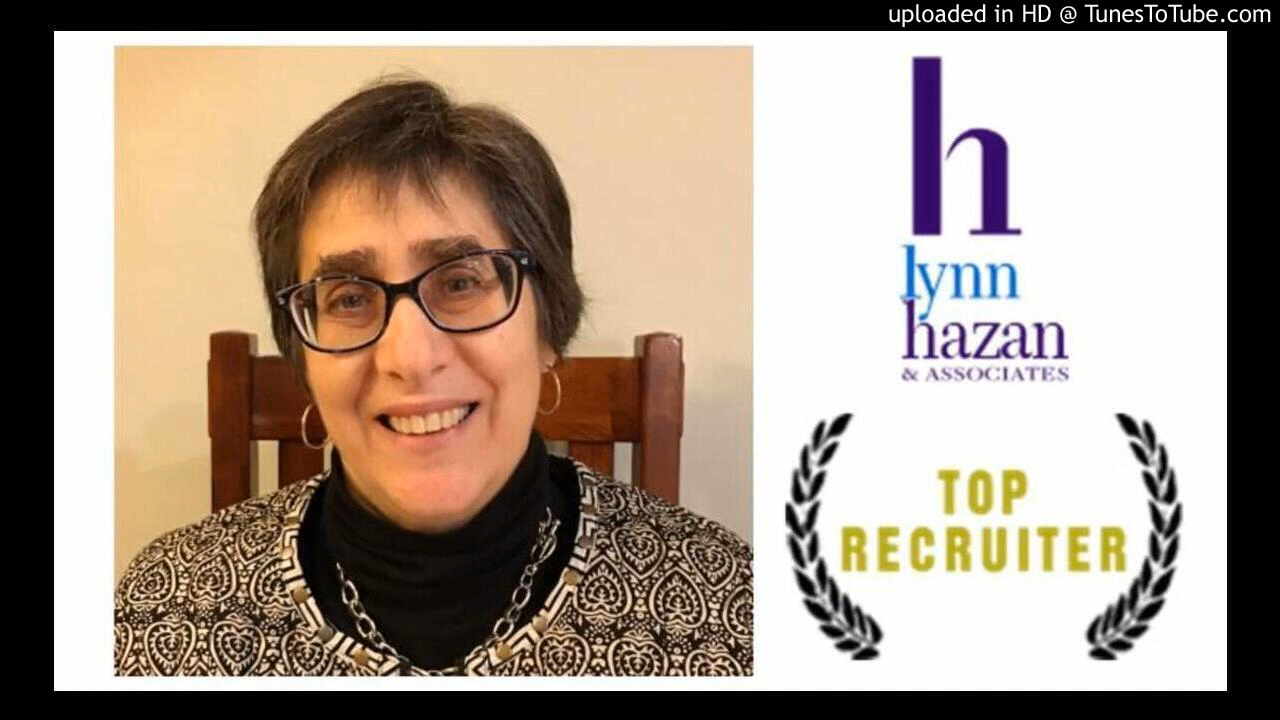 uploaded in HD @ TunesToTube.com
h
lynn
hazan
& ASSOCIATES
TOP
RECRUITER